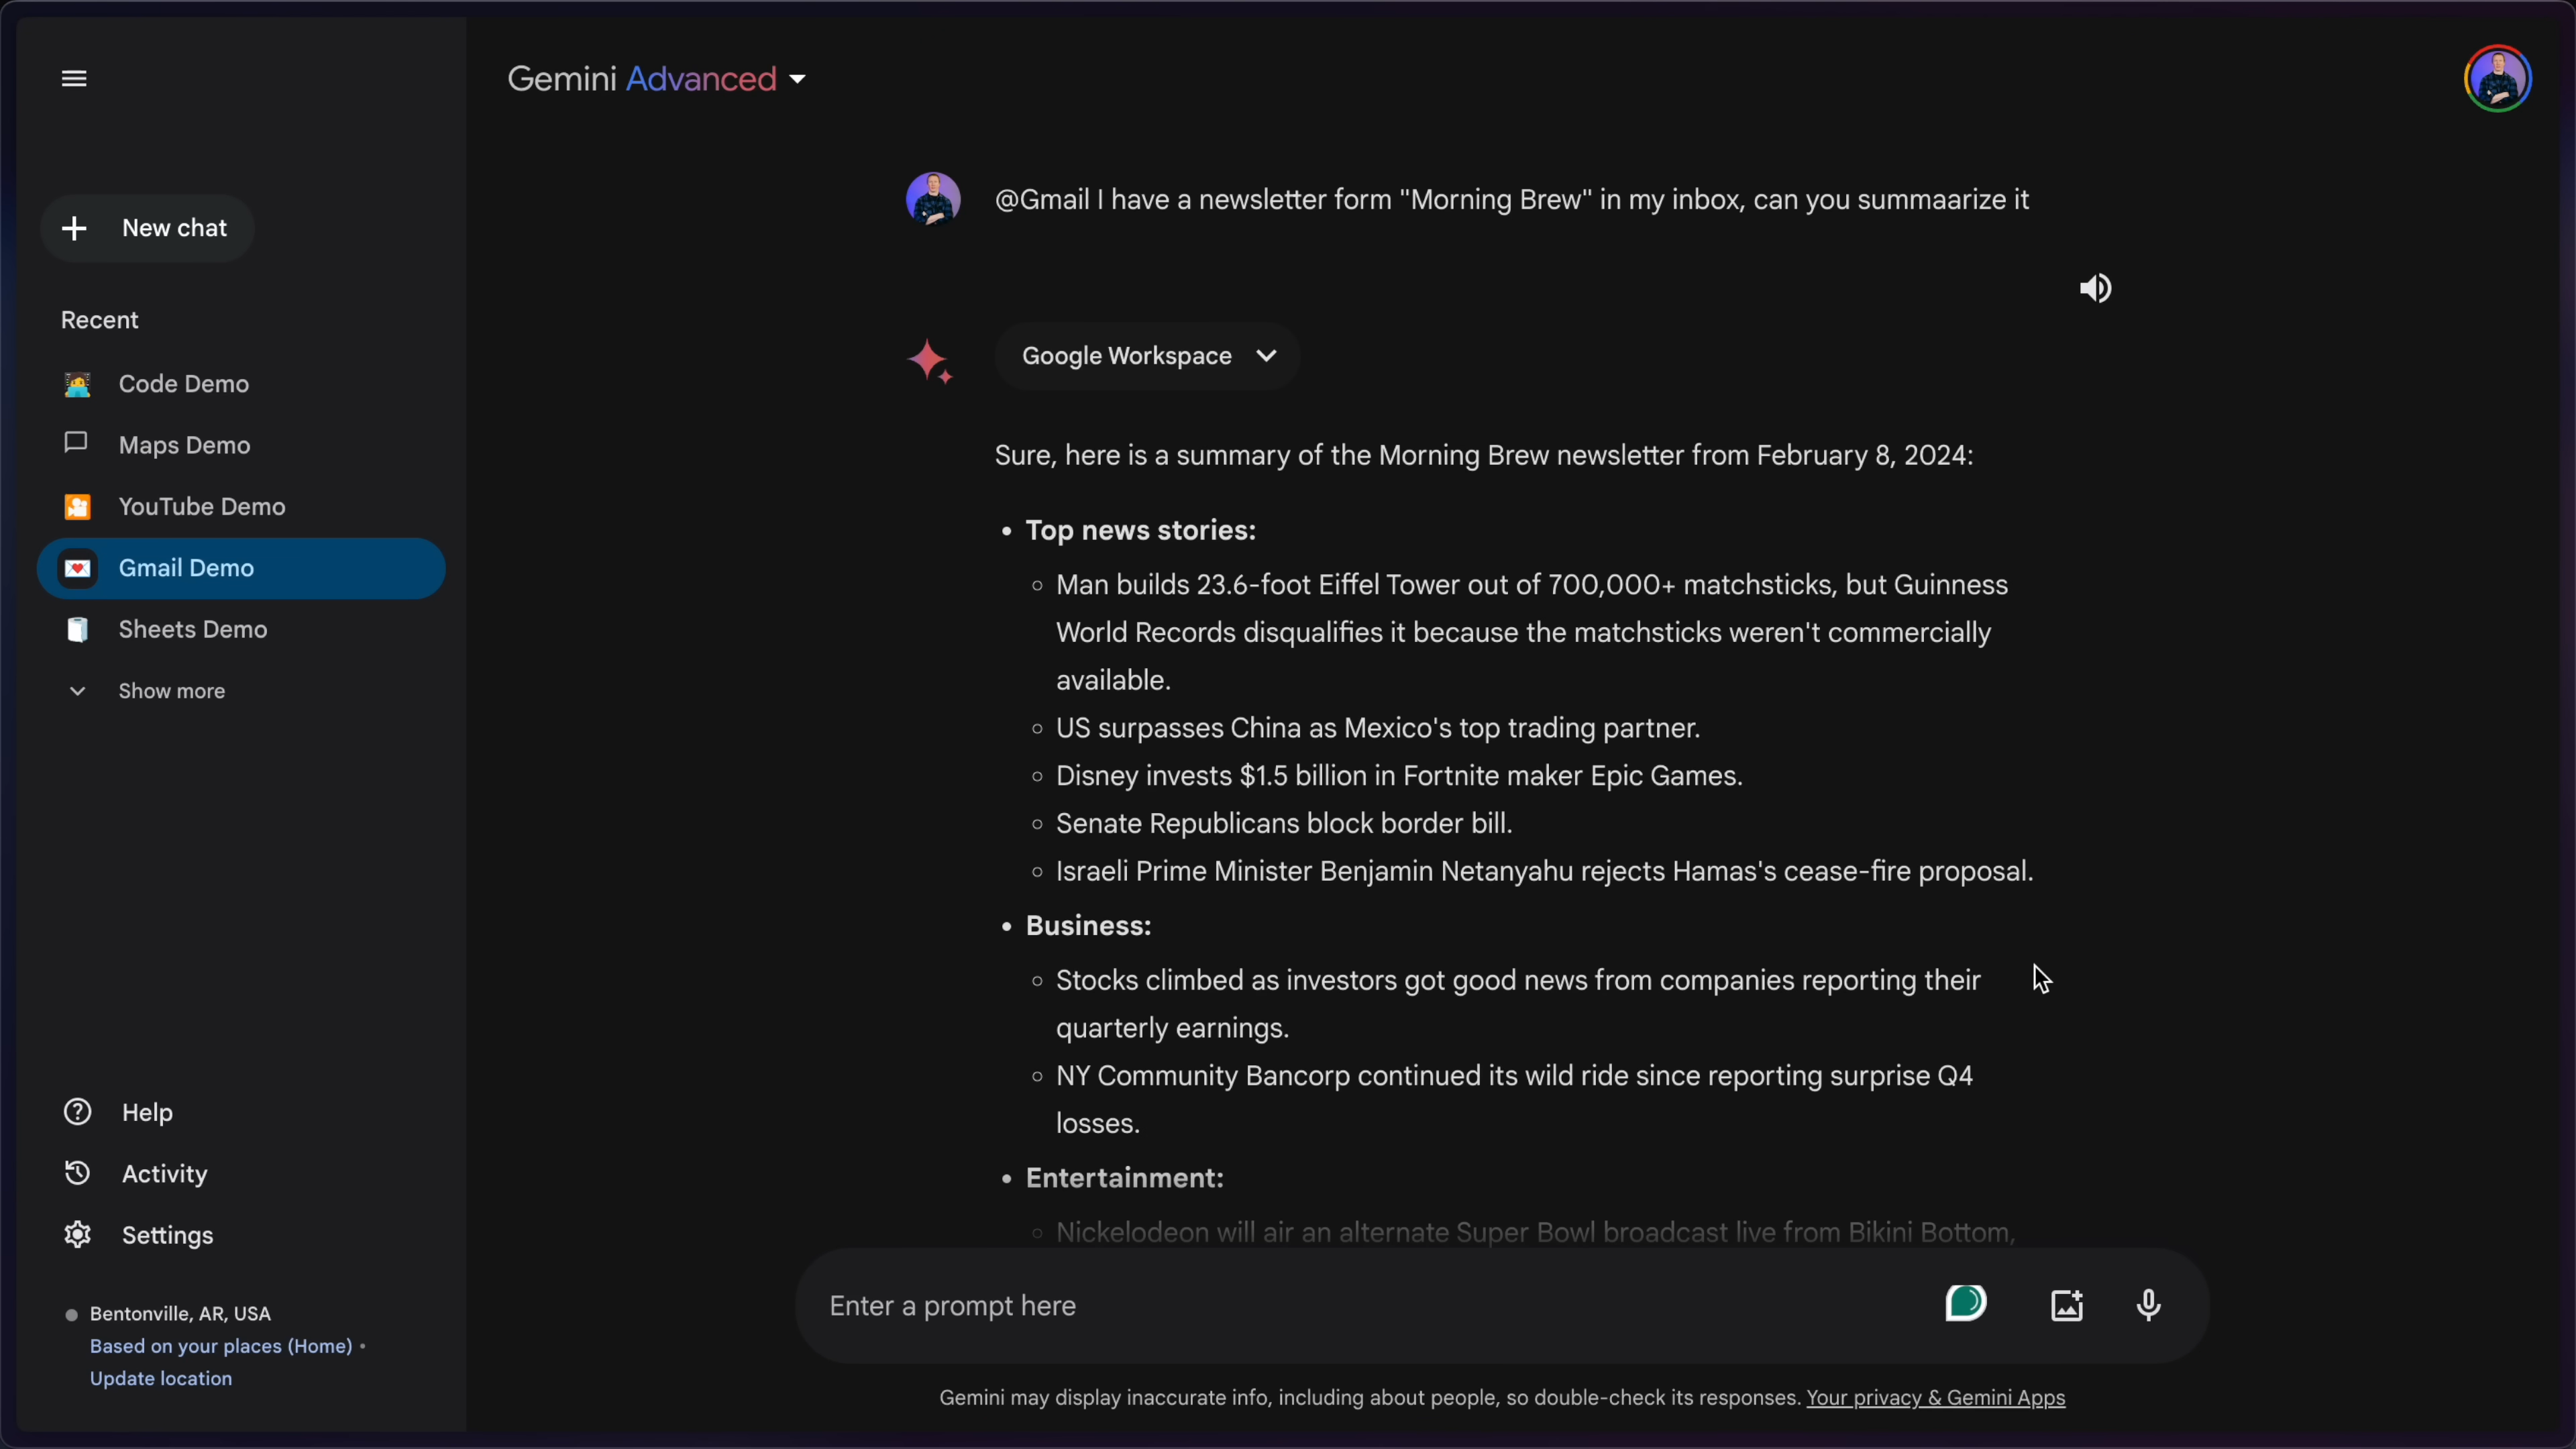 Gemini Advanced
New chat
Recent
Code Demo
Maps Demo
YouTube Demo
Gmail Demo
Sheets Demo
Show more
Help
Activity
Settings
Bentonville, AR, USA
Based on your places (Home) •
Update location
@Gmail I have a newsletter form "Morning Brew" in my inbox, can you summaarize it
Google Workspace
Sure, here is a summary of the Morning Brew newsletter from February 8, 2024:
• Top news stories:
◦ Man builds 23.6-foot Eiffel Tower out of 700,000+ matchsticks, but Guinness
World Records disqualifies it because the matchsticks weren't commercially
available.
◦ US surpasses China as Mexico's top trading partner.
◦ Disney invests $1.5 billion in Fortnite maker Epic Games.
◦ Senate Republicans block border bill.
◦ Israeli Prime Minister Benjamin Netanyahu rejects Hamas's cease-fire proposal.
• Business:
◦ Stocks climbed as investors got good news from companies reporting their
quarterly earnings.
◦ NY Community Bancorp continued its wild ride since reporting surprise Q4
losses.
• Entertainment:
◦ Nickelodeon will air an alternate Super Bowl broadcast live from Bikini Bottom,
Enter a prompt here
Gemini may display inaccurate info, including about people, so double-check its responses. Your privacy & Gemini Apps